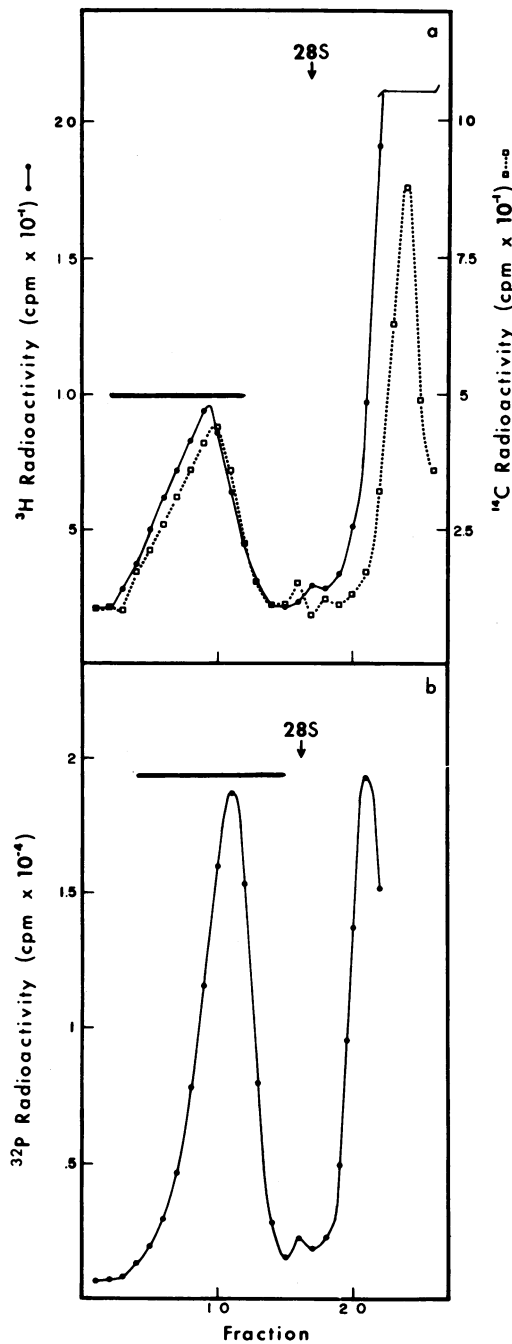 a
28S
20
15
10
5
³H Radioactivity (cpm x 10⁻¹)
10
7.5
5
2.5
¹⁴C Radioactivity (cpm x 10⁻¹)
b
28S
2
1.5
1
.5
³²P Radioactivity (cpm x 10⁻⁴)
10
20
Fraction